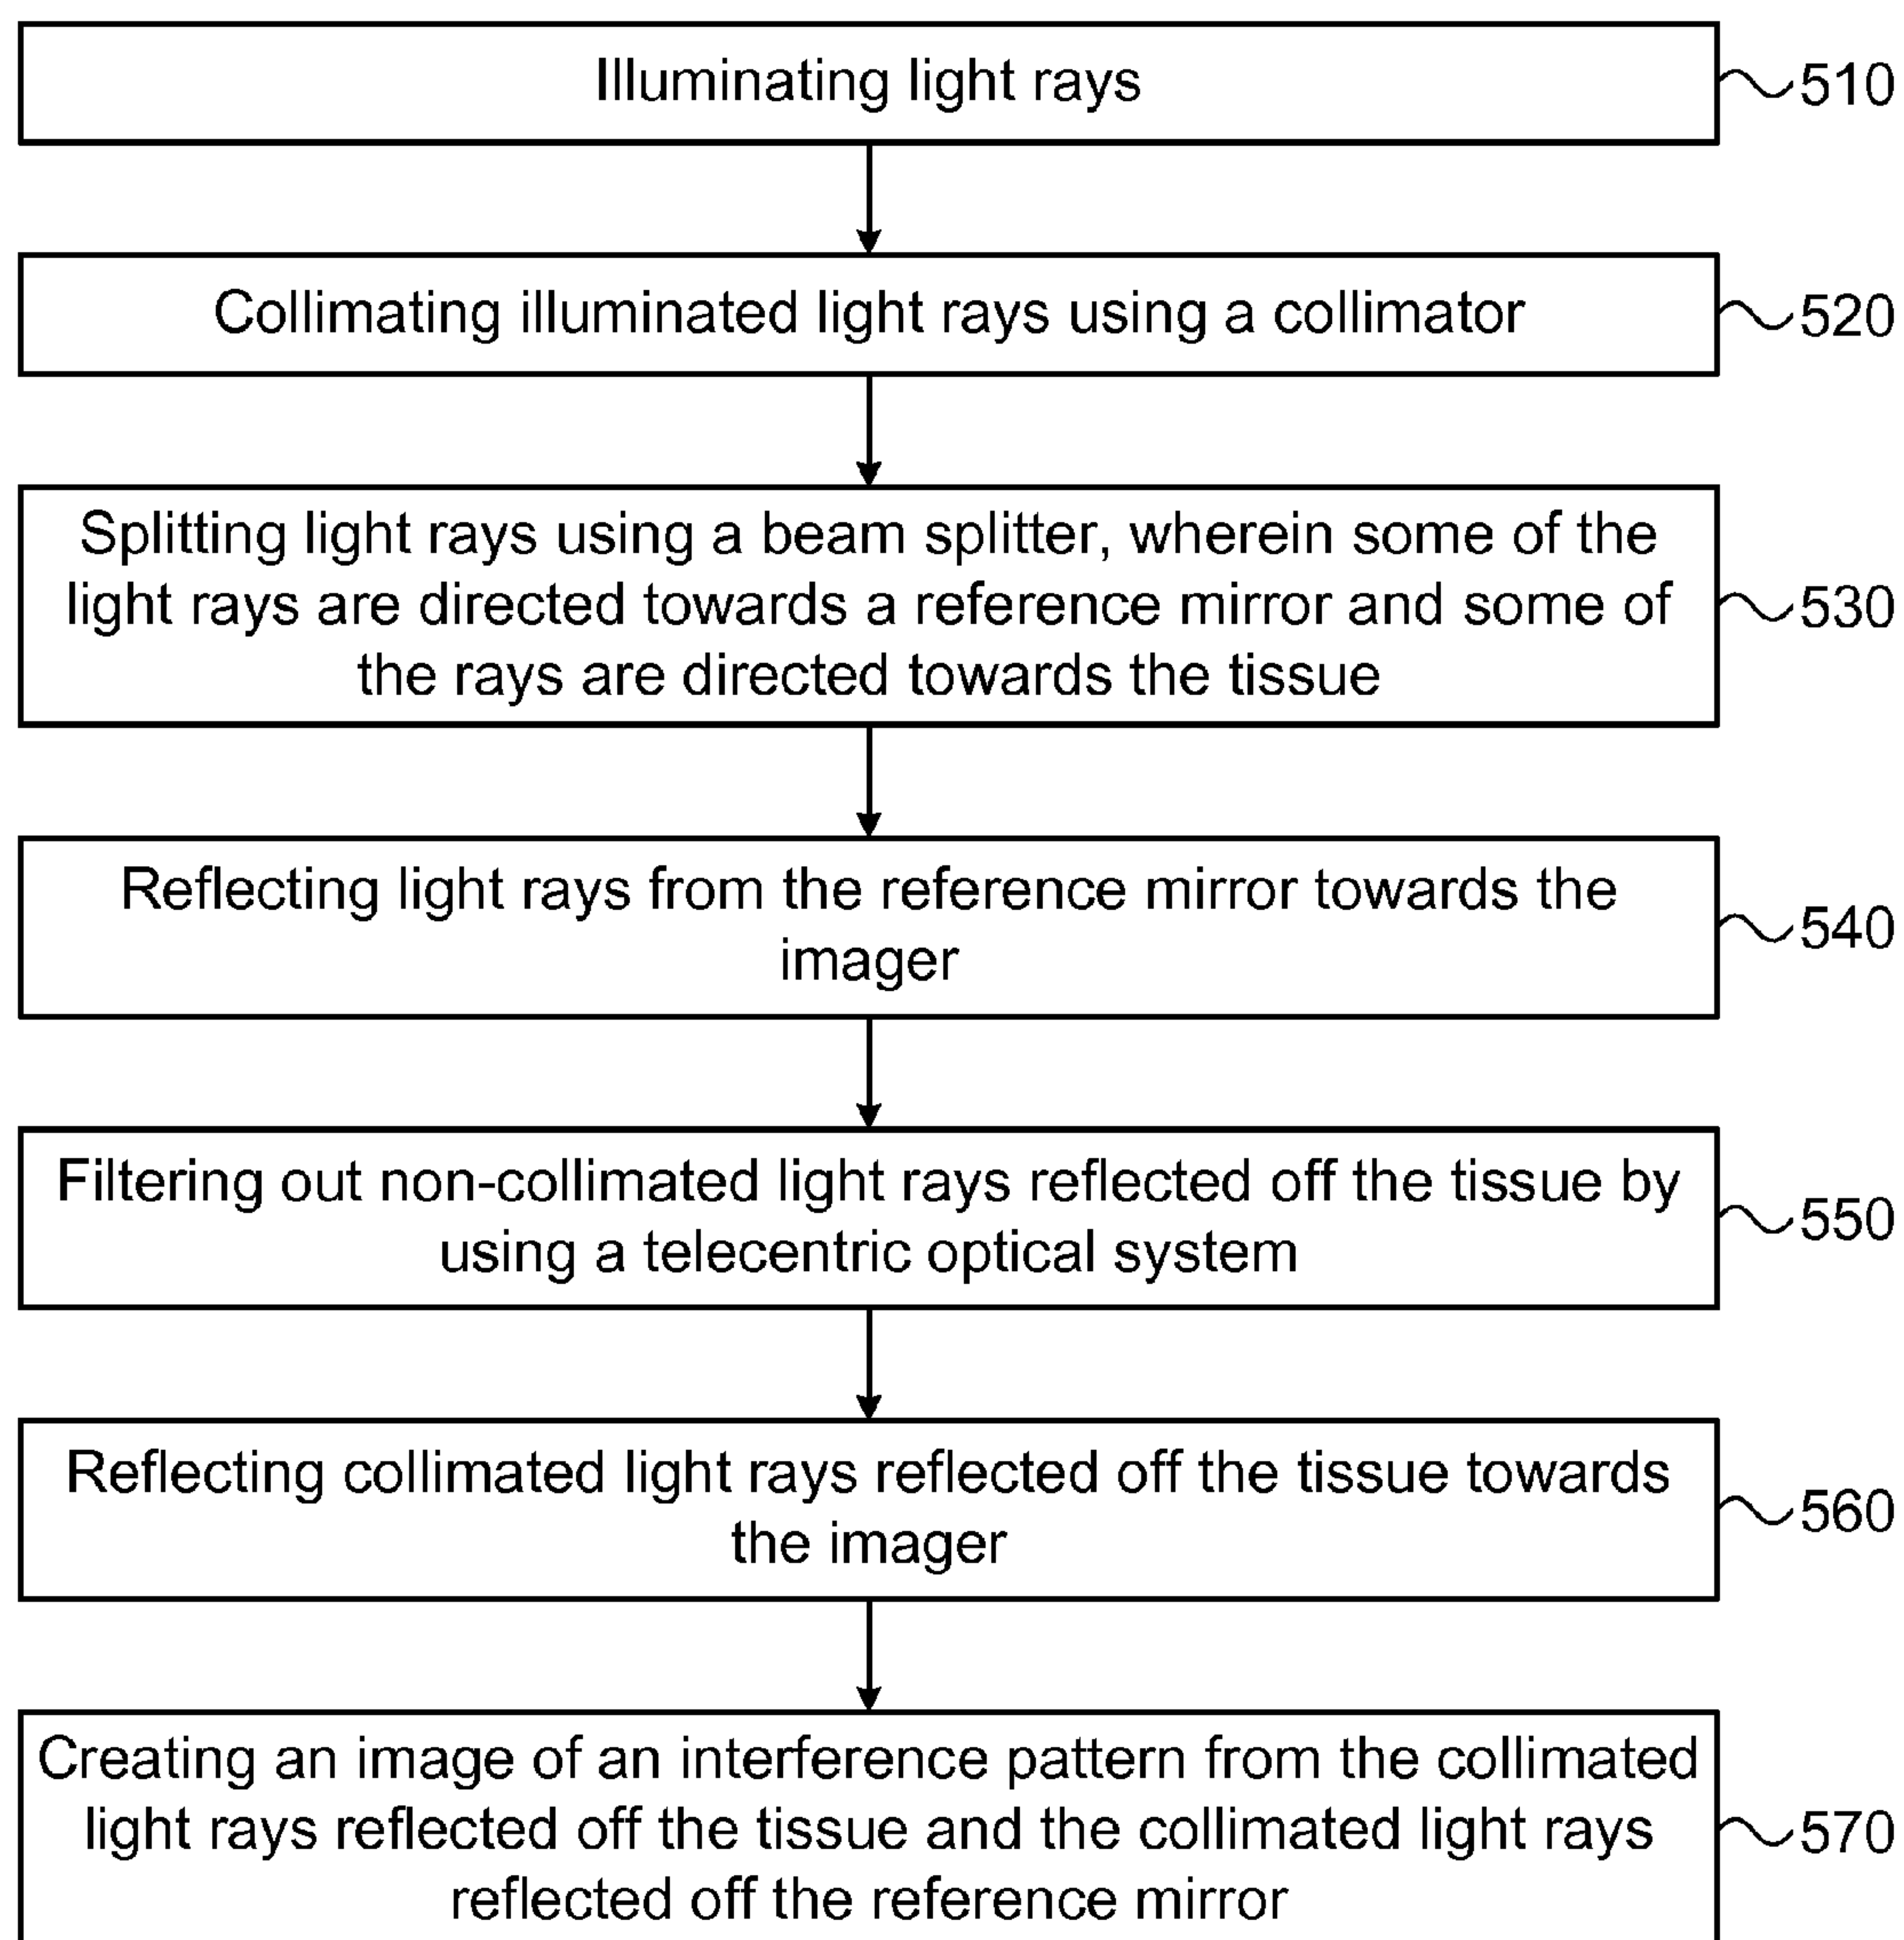 Illuminating light rays
510
Collimating illuminated light rays using a collimator
520
Splitting light rays using a beam splitter, wherein some of the
light rays are directed towards a reference mirror and some of
the rays are directed towards the tissue
530
Reflecting light rays from the reference mirror towards the
imager
540
Filtering out non-collimated light rays reflected off the tissue by
using a telecentric optical system
550
Reflecting collimated light rays reflected off the tissue towards
the imager
560
Creating an image of an interference pattern from the collimated
light rays reflected off the tissue and the collimated light rays
reflected off the reference mirror
570